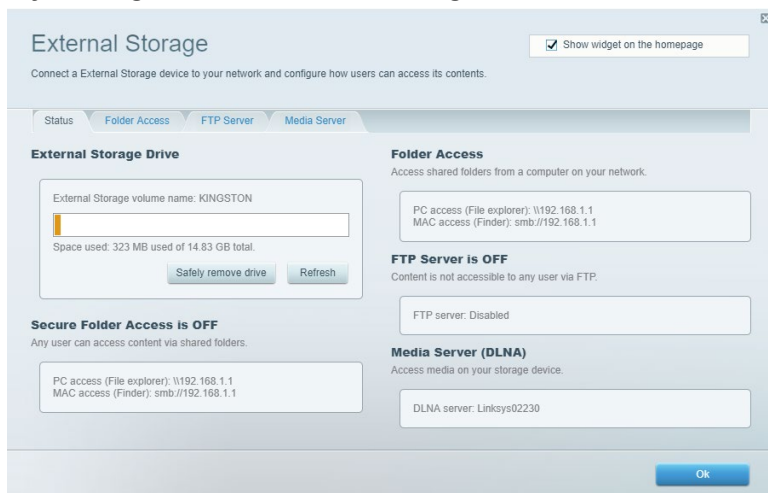 External Storage
Show widget on the homepage
Connect a External Storage device to your network and configure how users can access its contents.
Status
Folder Access
FTP Server
Media Server
External Storage Drive
External Storage volume name: KINGSTON
Space used: 323 MB used of 14.83 GB total.
Safely remove drive
Refresh
Secure Folder Access is OFF
Any user can access content via shared folders.
PC access (File explorer): \\192.168.1.1
MAC access (Finder): smb://192.168.1.1
Folder Access
Access shared folders from a computer on your network.
PC access (File explorer): \\192.168.1.1
MAC access (Finder): smb://192.168.1.1
FTP Server is OFF
Content is not accessible to any user via FTP.
FTP server: Disabled
Media Server (DLNA)
Access media on your storage device.
DLNA server: Linksys02230
Ok